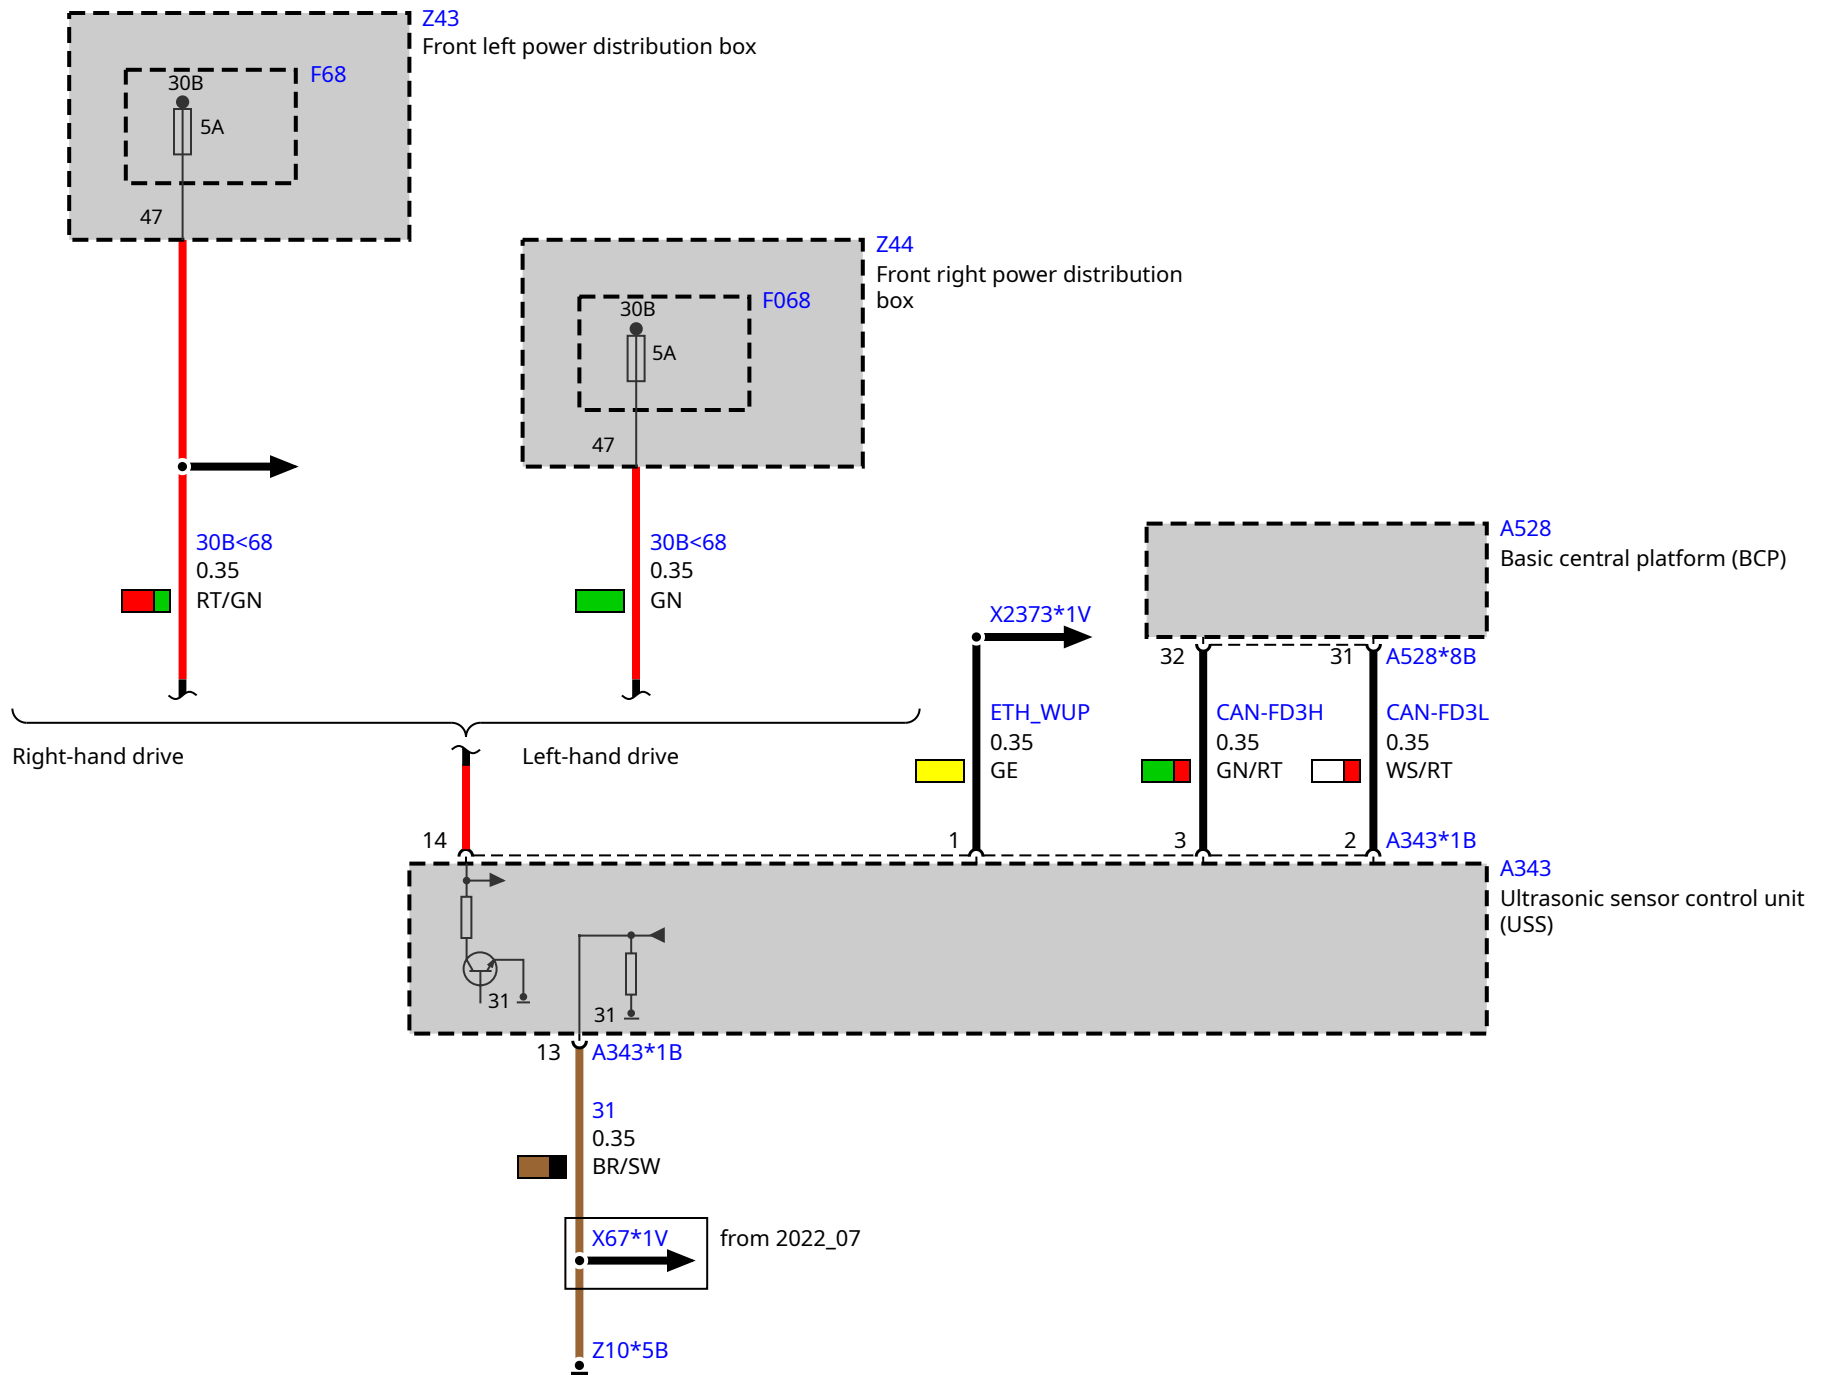 Z43
Front left power distribution box
30B
F68
5A
47
Z44
Front right power distribution
box
30B
F068
5A
47
30B<68
0.35
RT/GN
30B<68
0.35
GN
A528
Basic central platform (BCP)
X2373*1V
32
31
A528*8B
ETH_WUP
0.35
GE
CAN-FD3H
0.35
GN/RT
CAN-FD3L
0.35
WS/RT
Right-hand drive
Left-hand drive
14
1
3
2
A343*1B
A343
Ultrasonic sensor control unit
(USS)
31
31
13
A343*1B
31
0.35
BR/SW
X67*1V
from 2022_07
Z10*5B